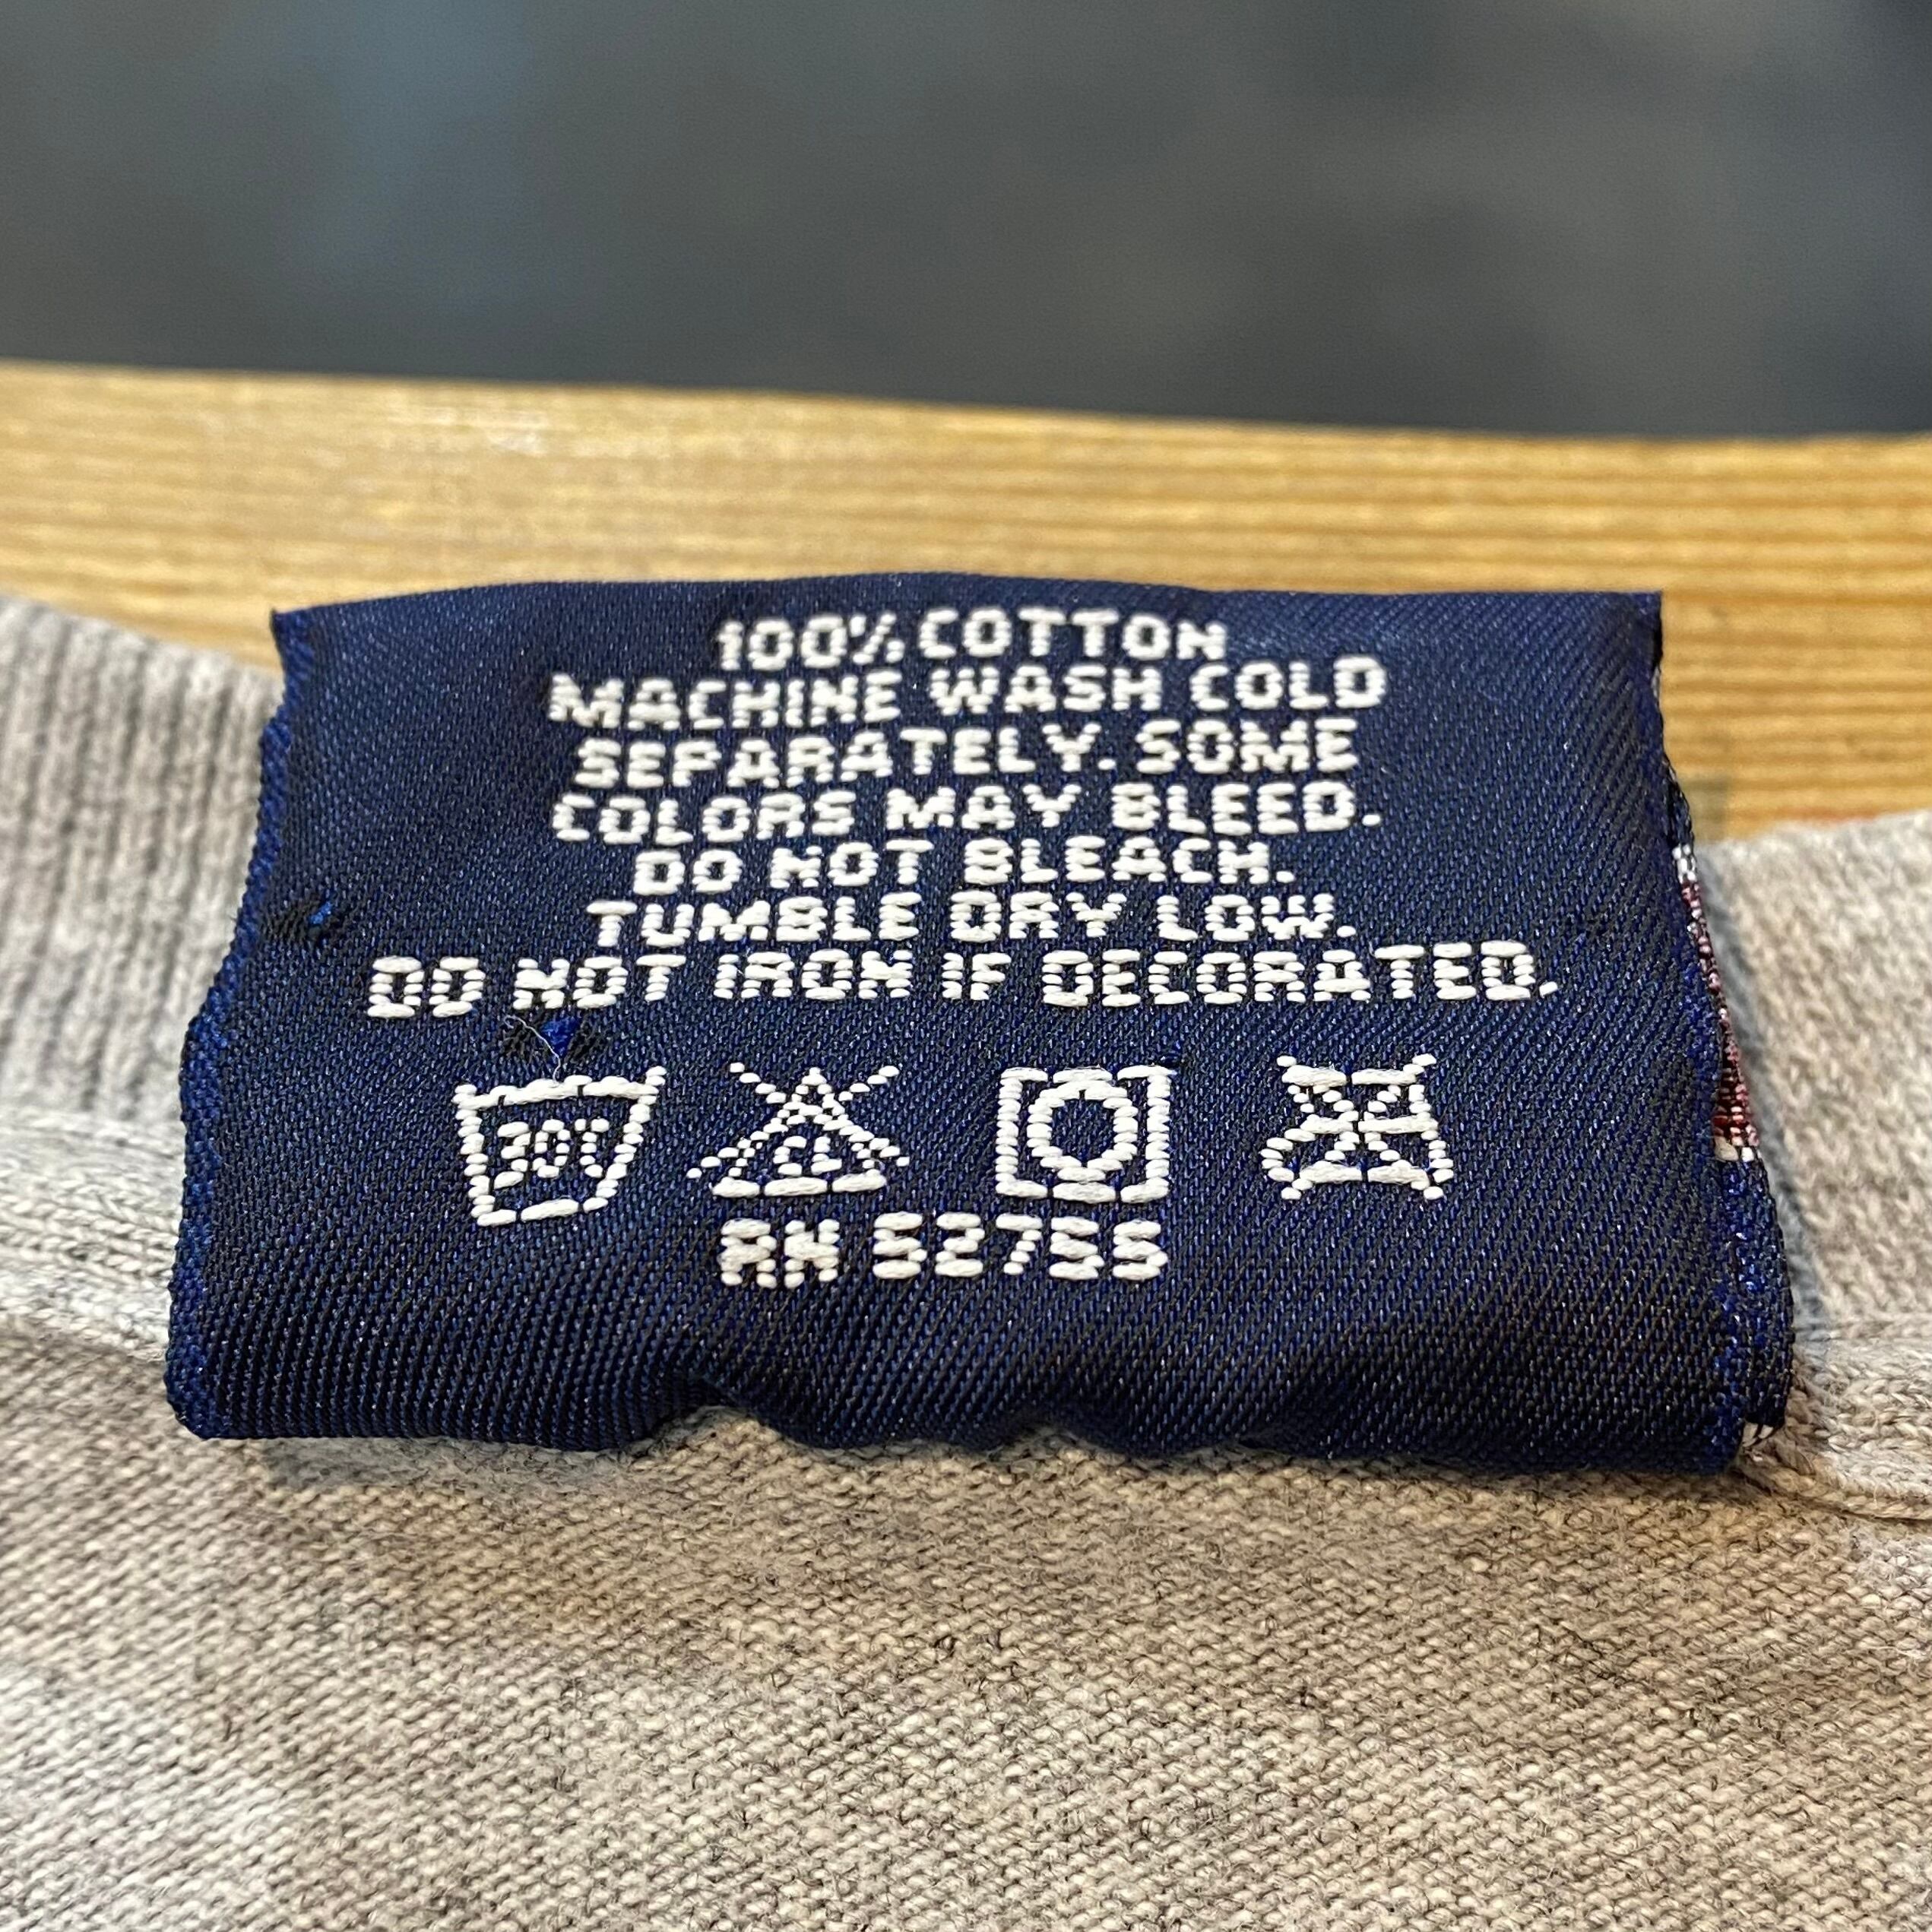 100% COTTON
MACHINE WASH COLD
SEPARATELY. SOME
COLORS MAY BLEED.
DO NOT BLEACH.
TUMBLE DRY LOW.
DO NOT IRON IF DECORATED.
30°C CL
RN 52755